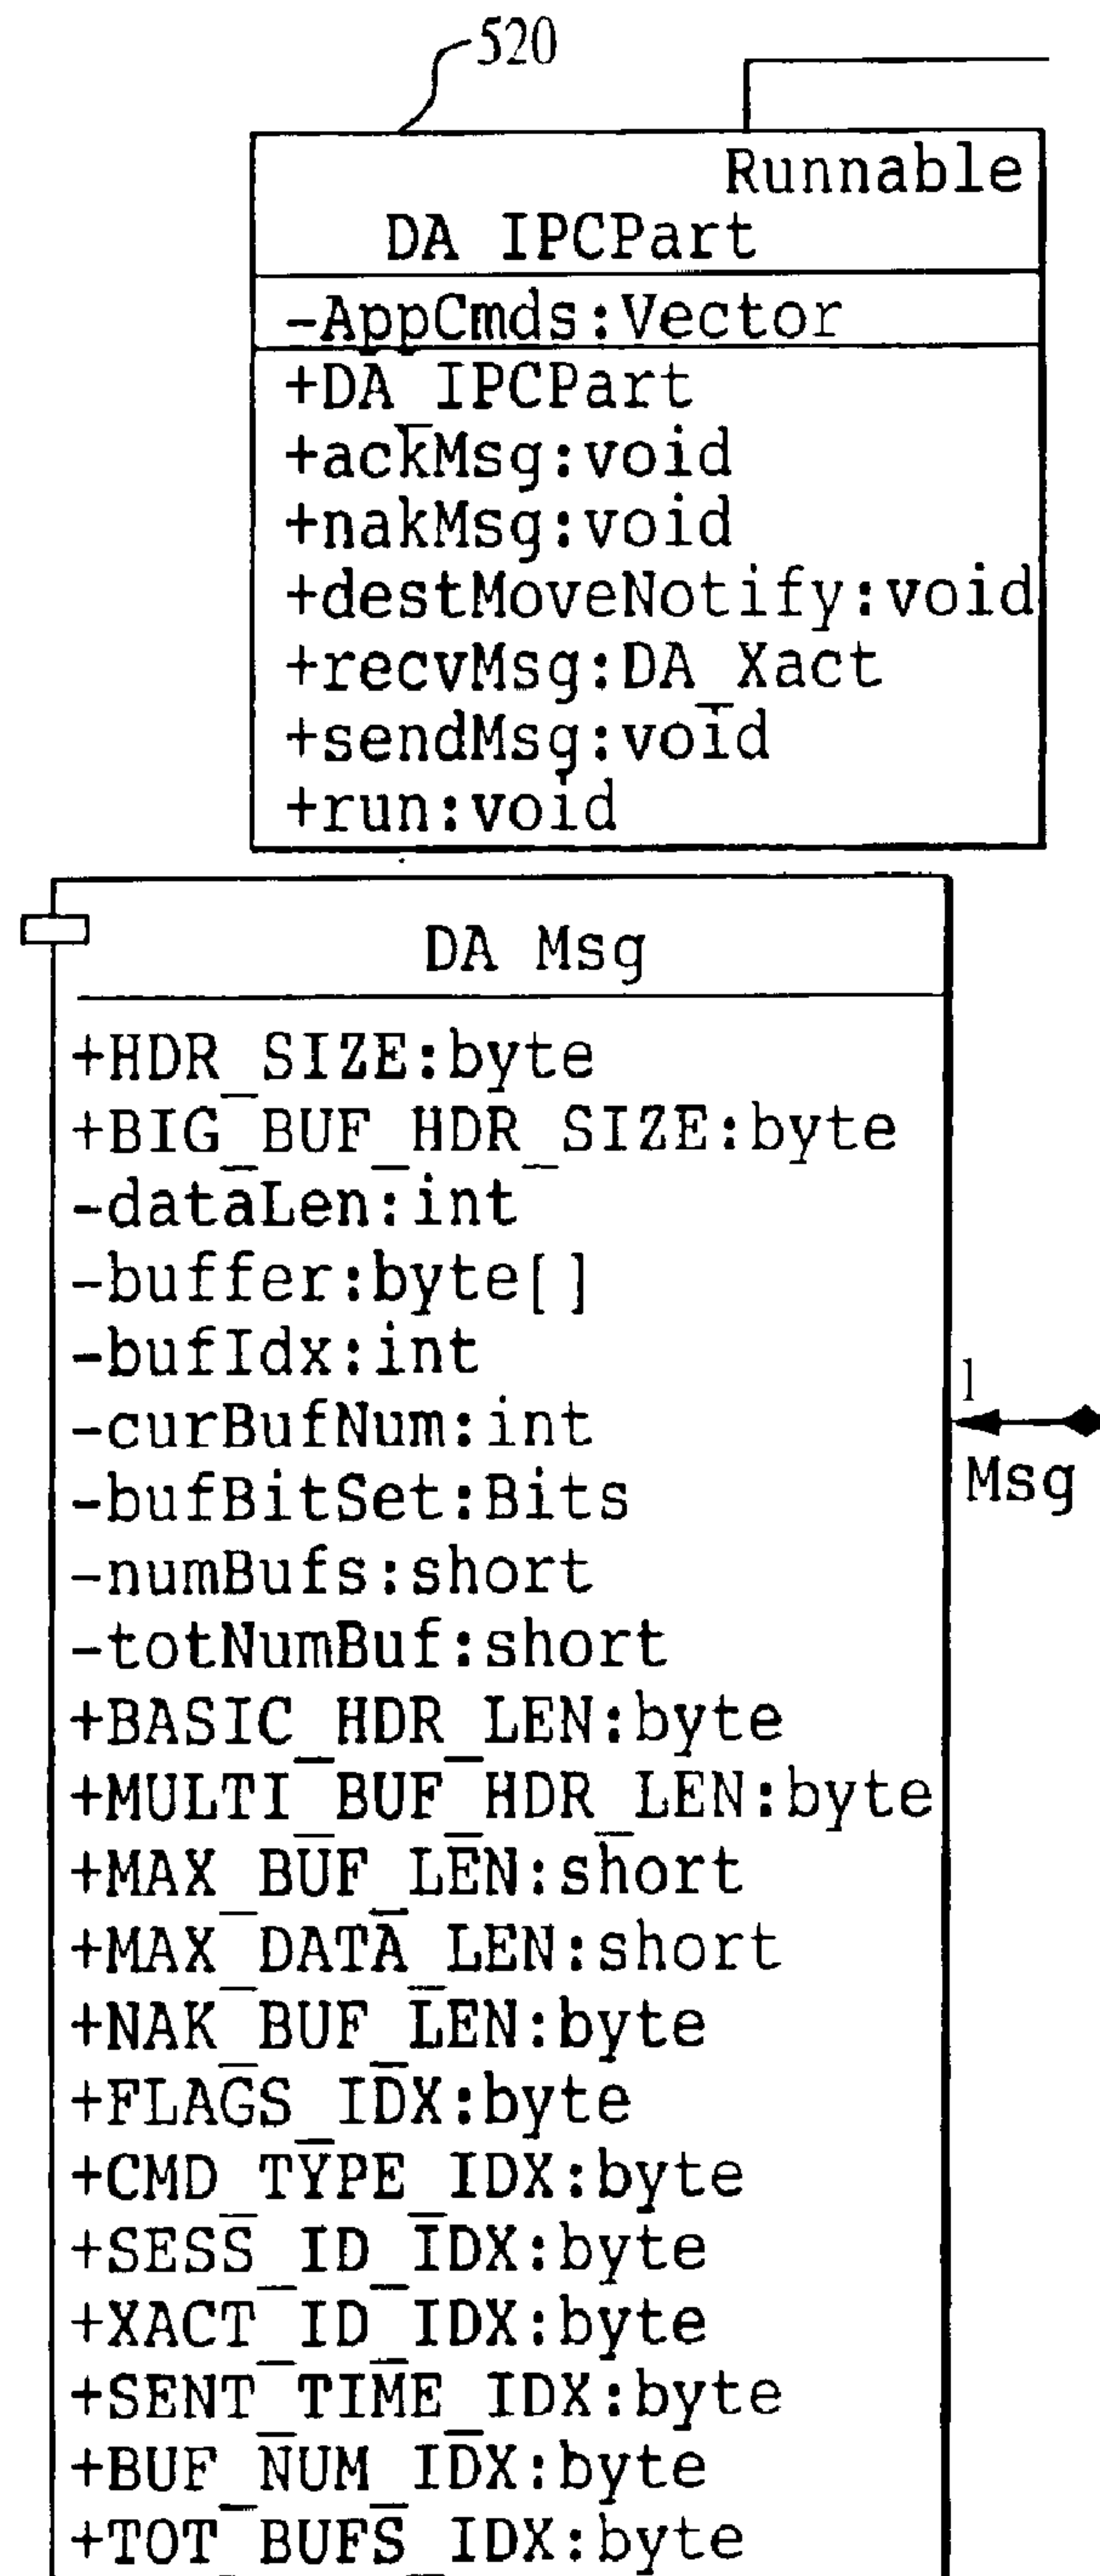 520
Runnable
DA IPCPart
-AppCmds:Vector
+DA_IPCPart
+ackMsg:void
+nakMsg:void
+destMoveNotify:void
+recvMsg:DA_Xact
+sendMsg:void
+run:void
DA Msg
+HDR_SIZE:byte
+BIG_BUF_HDR_SIZE:byte
-dataLen:int
-buffer:byte[]
-bufIdx:int
1
-curBufNum:int
Msg
-bufBitSet:Bits
-numBufs:short
-totNumBuf:short
+BASIC_HDR_LEN:byte
+MULTI_BUF_HDR_LEN:byte
+MAX_BUF_LEN:short
+MAX_DATA_LEN:short
+NAK_BUF_LEN:byte
+FLAGS_IDX:byte
+CMD_TYPE_IDX:byte
+SESS_ID_IDX:byte
+XACT_ID_IDX:byte
+SENT_TIME_IDX:byte
+BUF_NUM_IDX:byte
+TOT_BUFS_IDX:byte